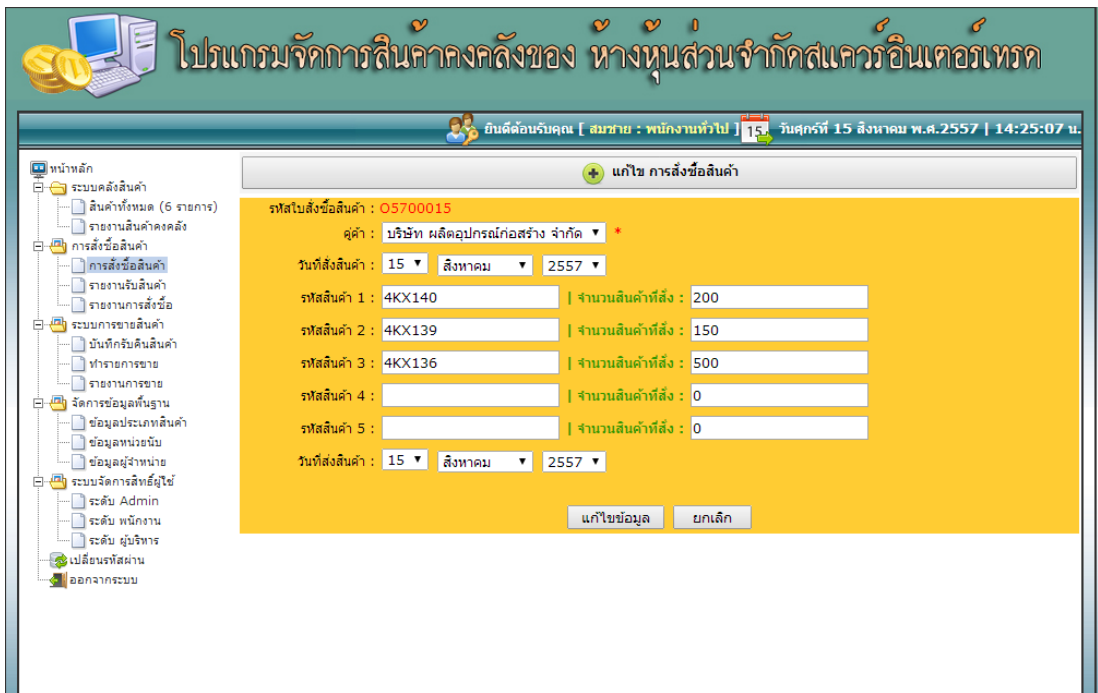 โปรแกรมจัดการสินค้าคงคลังของ ห้างหุ้นส่วนจำกัดสแควร์อินเตอร์เทรด
ยินดีต้อนรับคุณ [ สมชาย : พนักงานทั่วไป ] 15 วันศุกร์ที่ 15 สิงหาคม พ.ศ.2557 | 14:25:07 น.
หน้าหลัก
ระบบคลังสินค้า
สินค้าทั้งหมด (6 รายการ)
รายงานสินค้าคงคลัง
การสั่งซื้อสินค้า
การสั่งซื้อสินค้า
รายงานรับสินค้า
รายงานการสั่งซื้อ
ระบบการขายสินค้า
บันทึกรับคืนสินค้า
ทำรายการขาย
รายงานการขาย
จัดการข้อมูลพื้นฐาน
ข้อมูลประเภทสินค้า
ข้อมูลหน่วยนับ
ข้อมูลผู้จำหน่าย
ระบบจัดการสิทธิ์ผู้ใช้
ระดับ Admin
ระดับ พนักงาน
ระดับ ผู้บริหาร
เปลี่ยนรหัสผ่าน
ออกจากระบบ
แก้ไข การสั่งซื้อสินค้า
รหัสใบสั่งซื้อสินค้า : O5700015
คู่ค้า : บริษัท ผลิตอุปกรณ์ก่อสร้าง จำกัด *
วันที่สั่งสินค้า : 15 สิงหาคม 2557
รหัสสินค้า 1 : 4KX140 | จำนวนสินค้าที่สั่ง : 200
รหัสสินค้า 2 : 4KX139 | จำนวนสินค้าที่สั่ง : 150
รหัสสินค้า 3 : 4KX136 | จำนวนสินค้าที่สั่ง : 500
รหัสสินค้า 4 : | จำนวนสินค้าที่สั่ง : 0
รหัสสินค้า 5 : | จำนวนสินค้าที่สั่ง : 0
วันที่ส่งสินค้า : 15 สิงหาคม 2557
แก้ไขข้อมูล ยกเลิก